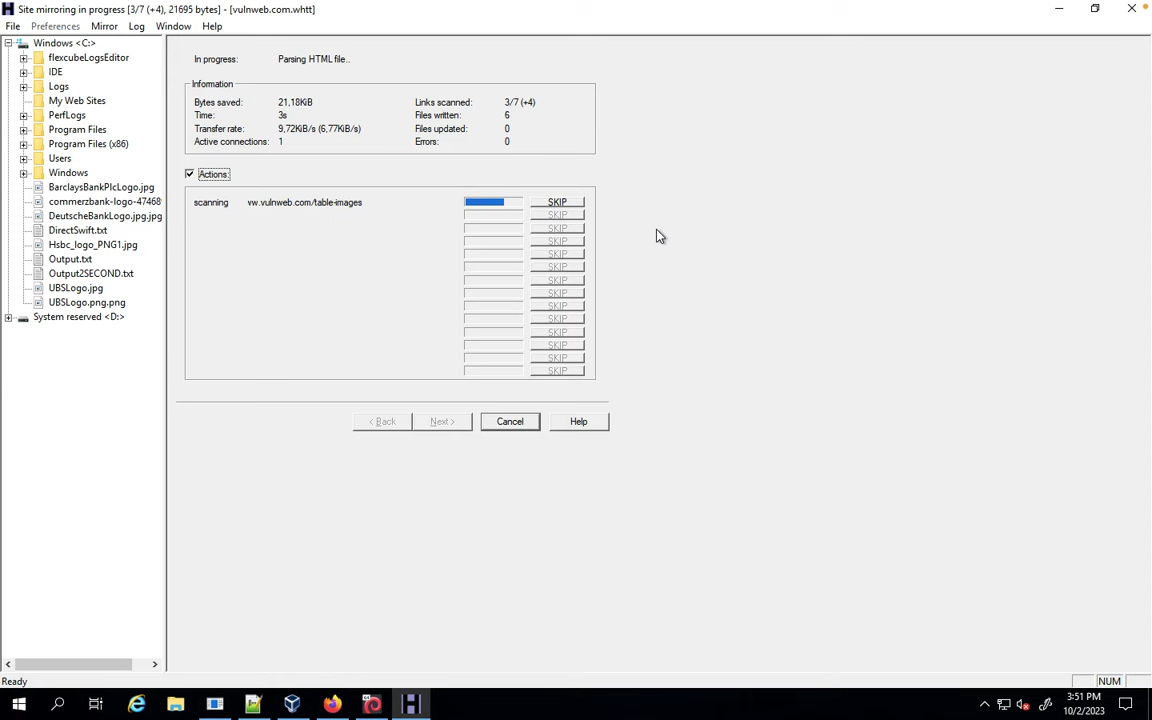 Site mirroring in progress [3/7 (+4), 21695 bytes] - [vulnweb.com.whtt]
File Preferences Mirror Log Window Help
Windows <C:>
flexcubeLogsEditor
IDE
Logs
My Web Sites
PerfLogs
Program Files
Program Files (x86)
Users
Windows
BarclaysBankPlcLogo.jpg
commerzbank-logo-47468
DeutscheBankLogo.jpg.jpg
DirectSwift.txt
Hsbc_logo_PNG1.jpg
Output.txt
Output2SECOND.txt
UBSLogo.jpg
UBSLogo.png.png
System reserved <D:>
In progress: Parsing HTML file..
Information
Bytes saved: 21,18KiB Links scanned: 3/7 (+4)
Time: 3s Files written: 6
Transfer rate: 9,72KiB/s (6,77KiB/s) Files updated: 0
Active connections: 1 Errors: 0
Actions:
scanning vw.vulnweb.com/table-images SKIP
SKIP
SKIP
SKIP
SKIP
SKIP
SKIP
SKIP
SKIP
SKIP
SKIP
SKIP
SKIP
SKIP
< Back Next > Cancel Help
Ready NUM
3:51 PM
10/2/2023